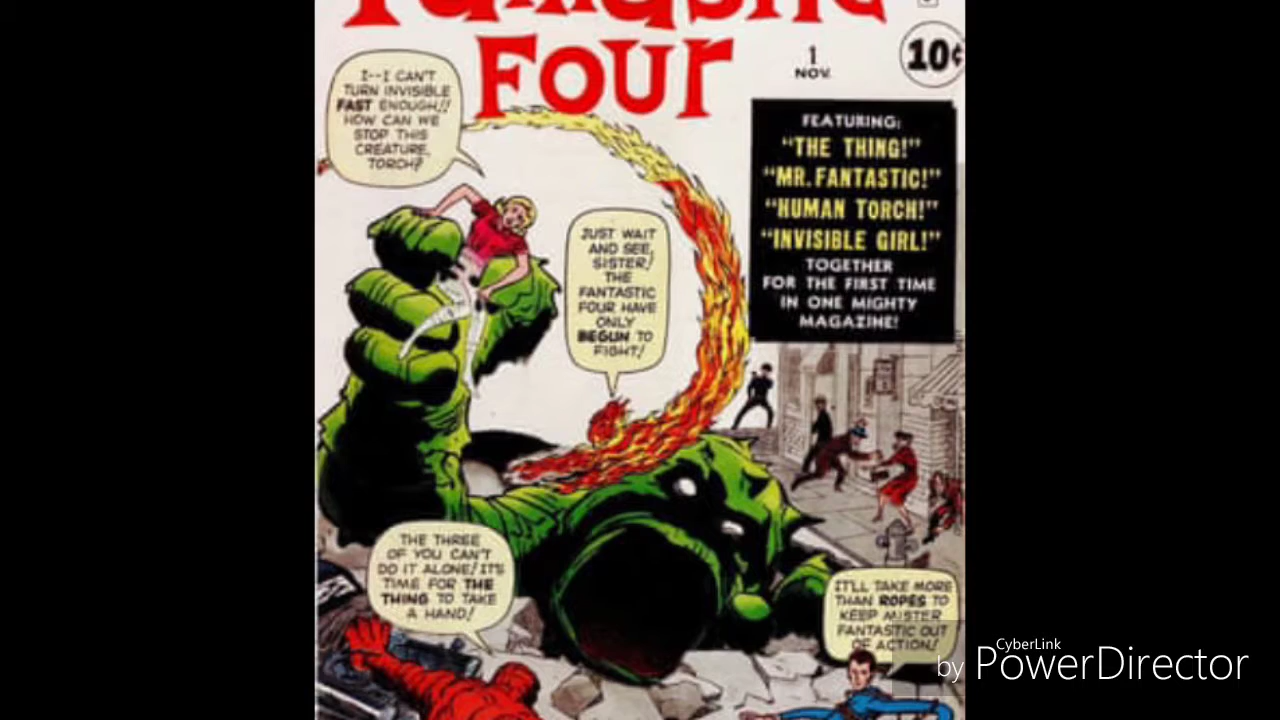 Fantastic
FOUR
1
NOV.
10¢
I--I CAN'T
TURN INVISIBLE
FAST ENOUGH!!
HOW CAN WE
STOP THIS
CREATURE,
TORCH?
FEATURING:
"THE THING!"
"MR. FANTASTIC!"
"HUMAN TORCH!"
"INVISIBLE GIRL!"
TOGETHER
FOR THE FIRST TIME
IN ONE MIGHTY
MAGAZINE!
JUST WAIT
AND SEE,
SISTER!
THE
FANTASTIC
FOUR HAVE
ONLY
BEGUN TO
FIGHT!
THE THREE
OF YOU CAN'T
DO IT ALONE! IT'S
TIME FOR THE
THING TO TAKE
A HAND!
IT'LL TAKE MORE
THAN ROPES TO
KEEP MISTER
FANTASTIC OUT
OF ACTION!
CyberLink
by PowerDirector